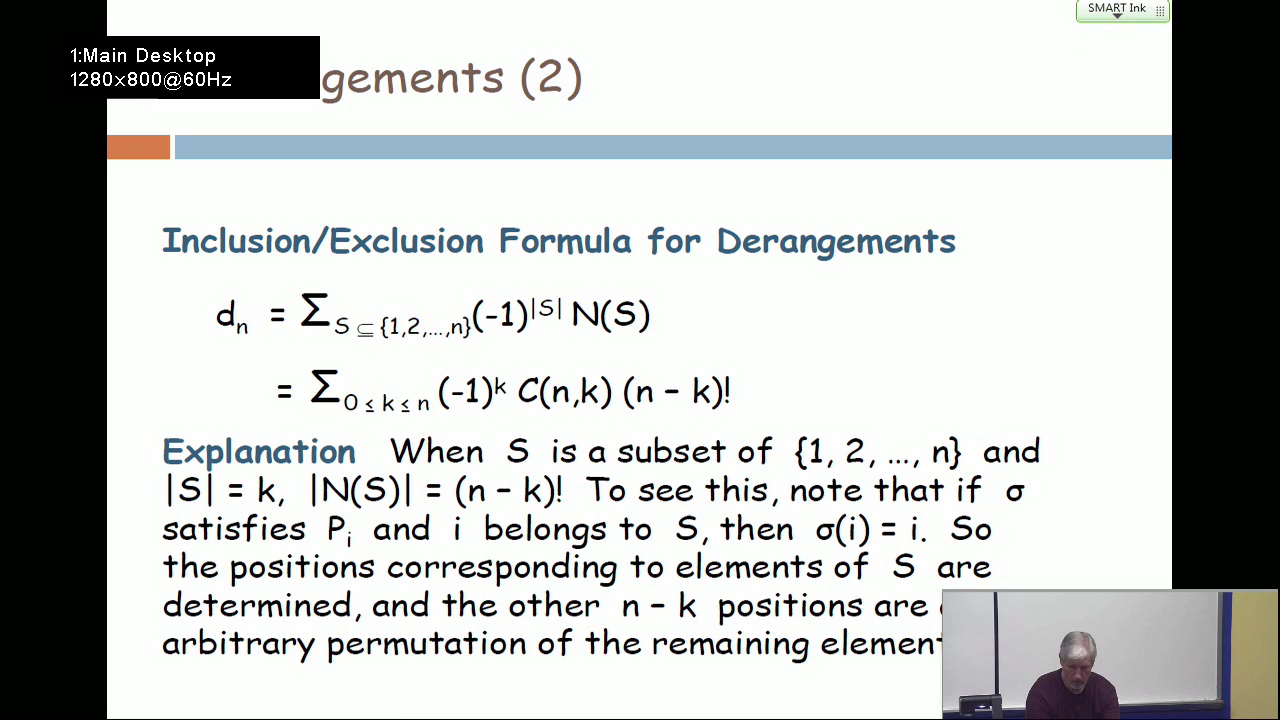 SMART Ink
1:Main Desktop
1280x800@60Hz
gements (2)
Inclusion/Exclusion Formula for Derangements
dₙ = Σ S ⊆ {1,2,...,n} (-1)^|S| N(S)
= Σ 0 ≤ k ≤ n (-1)^k C(n,k) (n – k)!
Explanation When S is a subset of {1, 2, ..., n} and
|S| = k, |N(S)| = (n – k)! To see this, note that if σ
satisfies Pᵢ and i belongs to S, then σ(i) = i. So
the positions corresponding to elements of S are
determined, and the other n – k positions are
arbitrary permutation of the remaining element